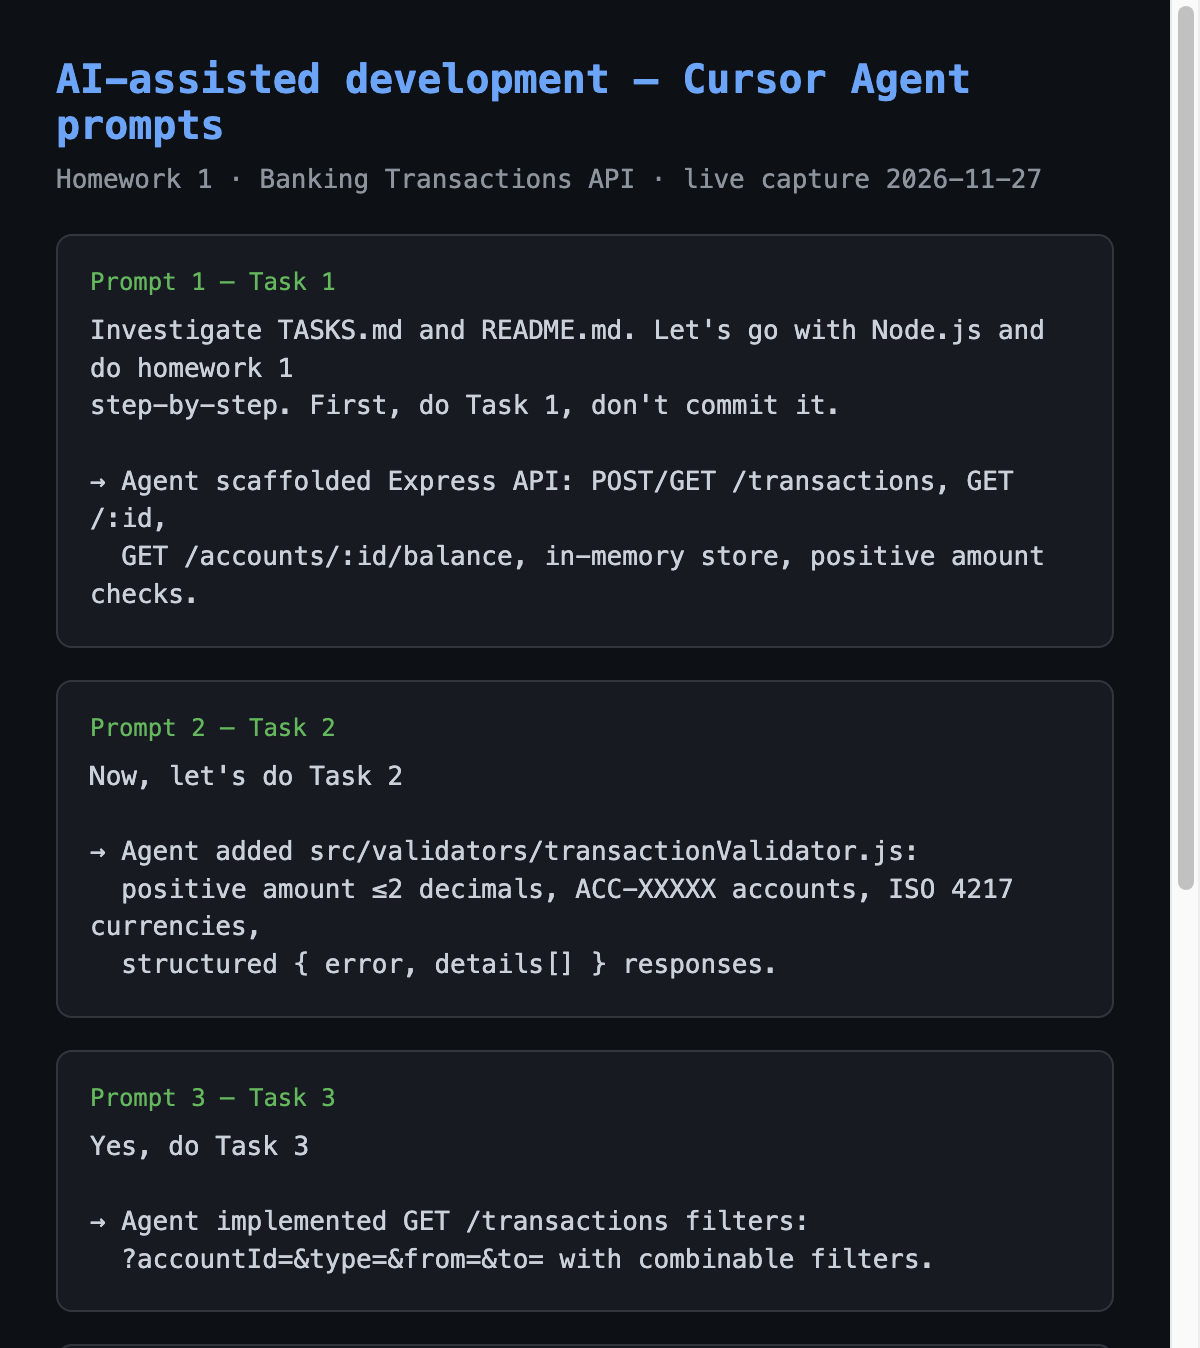 AI-assisted development — Cursor Agent
prompts
Homework 1 · Banking Transactions API · live capture 2026-11-27
Prompt 1 — Task 1
Investigate TASKS.md and README.md. Let's go with Node.js and
do homework 1
step-by-step. First, do Task 1, don't commit it.
→ Agent scaffolded Express API: POST/GET /transactions, GET
/:id,
GET /accounts/:id/balance, in-memory store, positive amount
checks.
Prompt 2 — Task 2
Now, let's do Task 2
→ Agent added src/validators/transactionValidator.js:
positive amount ≤2 decimals, ACC-XXXXX accounts, ISO 4217
currencies,
structured { error, details[] } responses.
Prompt 3 — Task 3
Yes, do Task 3
→ Agent implemented GET /transactions filters:
?accountId=&type=&from=&to= with combinable filters.